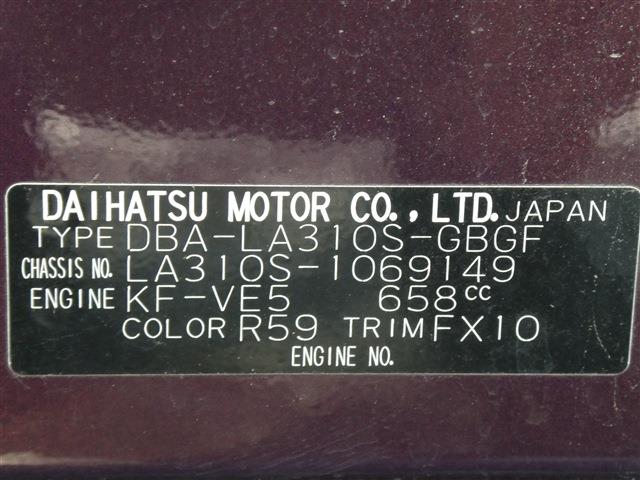 DAIHATSU MOTOR CO., LTD. JAPAN
TYPE DBA-LA310S-GBGF
CHASSIS NO. LA310S-1069149
ENGINE KF-VE5 658cc
COLOR R59 TRIM FX10
ENGINE NO.